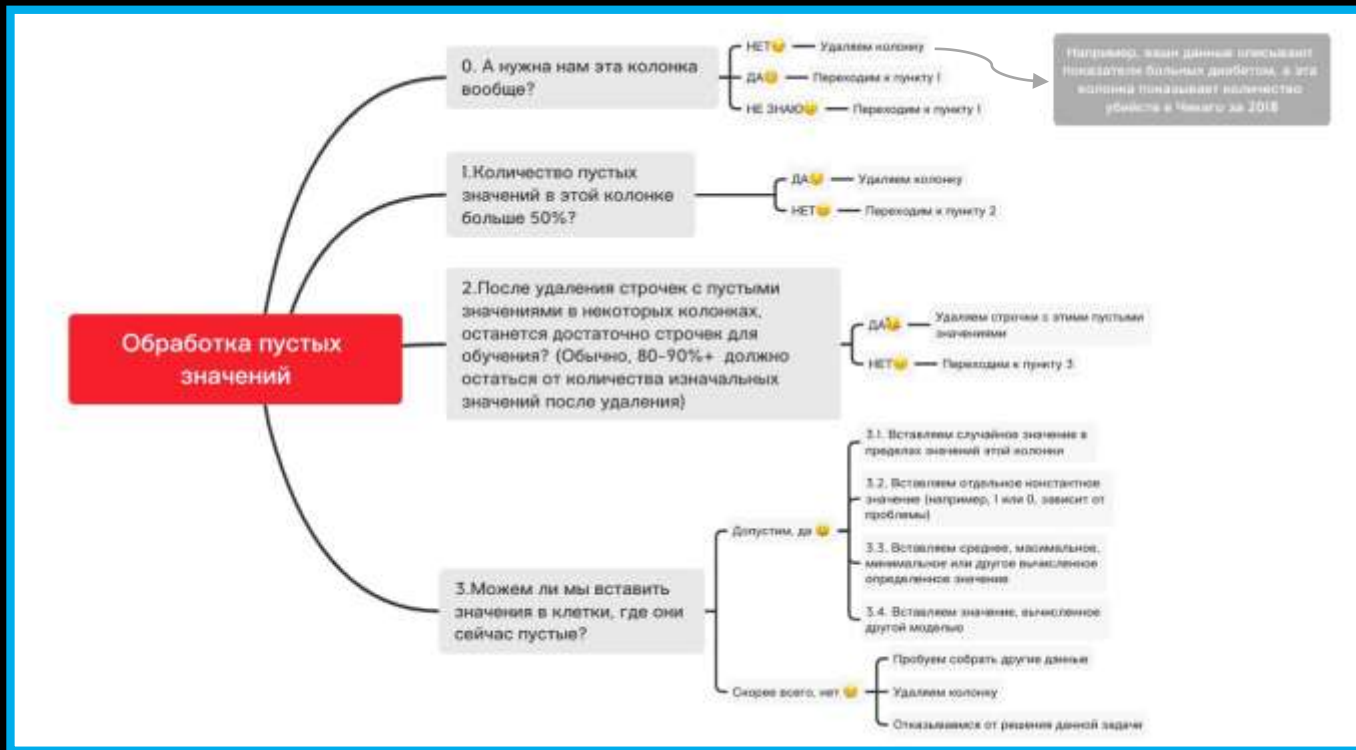 0. А нужна нам эта колонка
вообще?
НЕТ
Удаляем колонку
ДА
Переходим к пункту 1
НЕ ЗНАЮ
Переходим к пункту 1
Например, ваши данные описывают
показатели больных диабетом, а эта
колонка показывает количество
убийств в Чикаго за 2018
1.Количество пустых
значений в этой колонке
больше 50%?
ДА
Удаляем колонку
НЕТ
Переходим к пункту 2
Обработка пустых
значений
2.После удаления строчек с пустыми
значениями в некоторых колонках,
останется достаточно строчек для
обучения? (Обычно, 80-90%+ должно
остаться от количества изначальных
значений после удаления)
ДА
Удаляем строчки с этими пустыми
значениями
НЕТ
Переходим к пункту 3
3.Можем ли мы вставить
значения в клетки, где они
сейчас пустые?
Допустим, да
3.1. Вставляем случайное значение в
пределах значений этой колонки
3.2. Вставляем отдельное константное
значение (например, 1 или 0, зависит от
проблемы)
3.3. Вставляем среднее, масимальное,
минимальное или другое вычисленное
определенное значение
3.4. Вставляем значение, вычисленное
другой моделью
Скорее всего, нет
Пробуем собрать другие данные
Удаляем колонку
Отказываемся от решения данной задачи